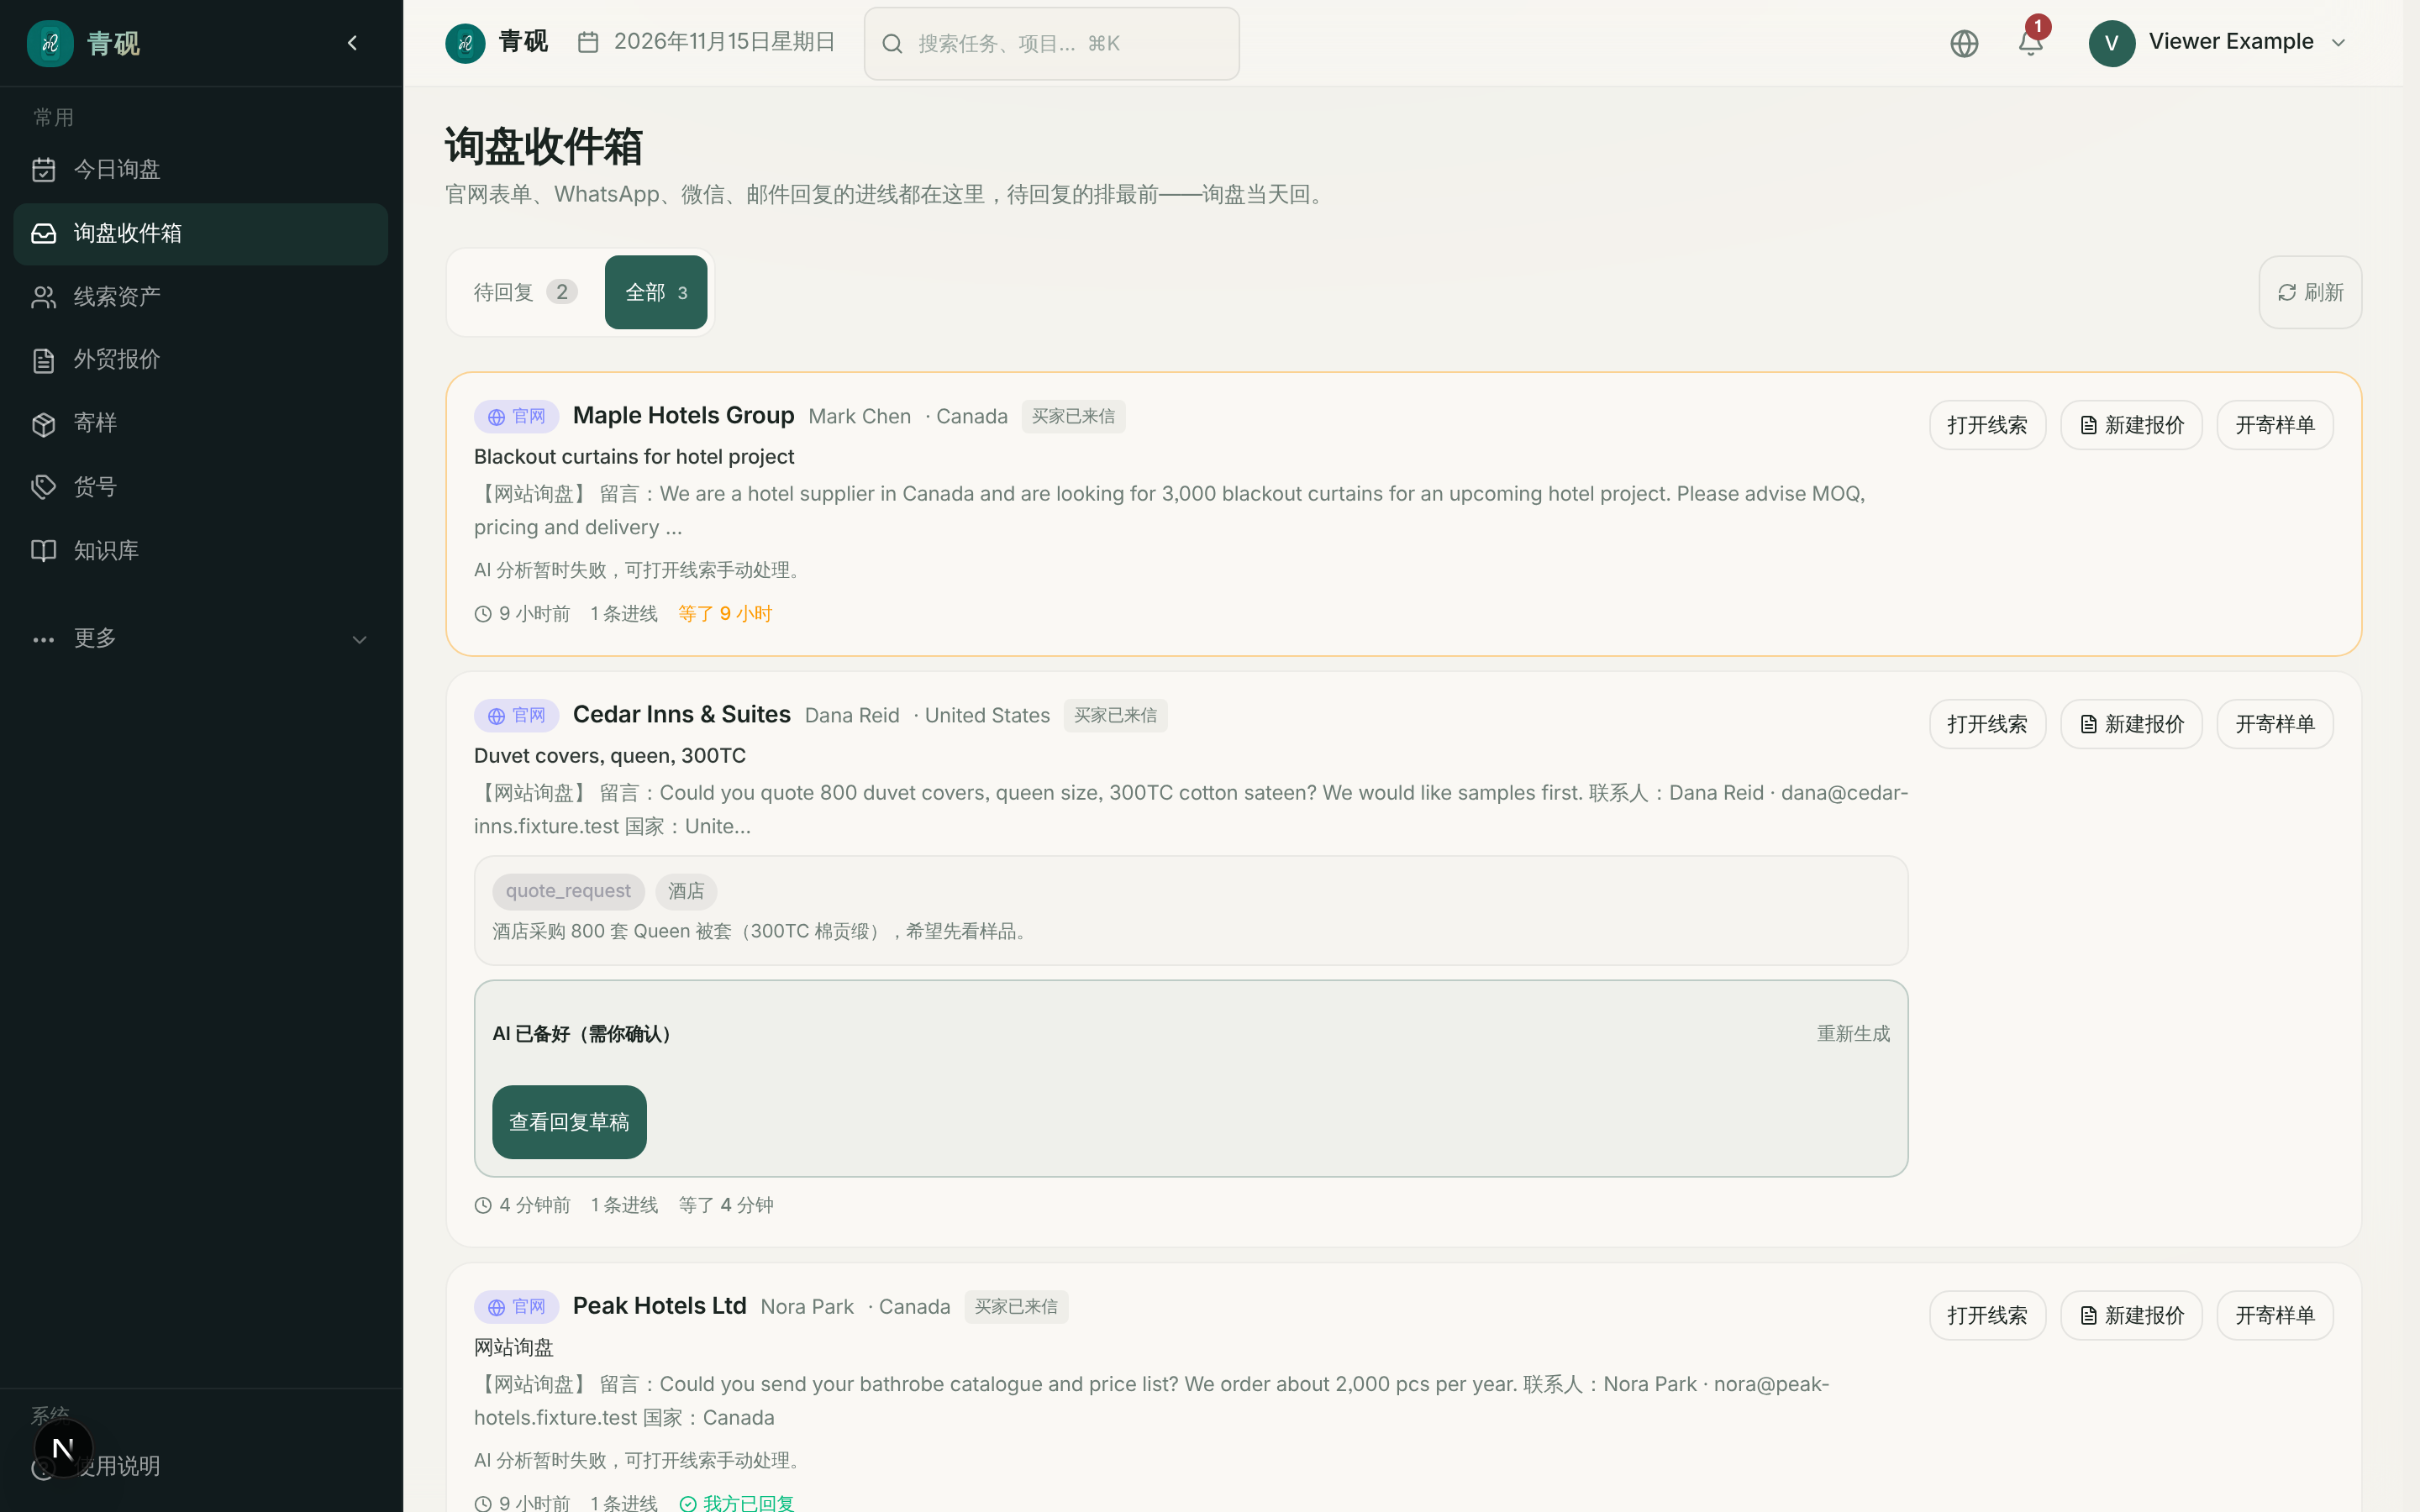 青砚
常用
今日询盘
询盘收件箱
线索资产
外贸报价
寄样
货号
知识库
更多
系统
使用说明
N
青砚
2026年11月15日星期日
搜索任务、项目... ⌘K
1
V
Viewer Example
询盘收件箱
官网表单、WhatsApp、微信、邮件回复的进线都在这里，待回复的排最前——询盘当天回。
待回复 2
全部 3
刷新
官网 Maple Hotels Group Mark Chen · Canada 买家已来信
打开线索 新建报价 开寄样单
Blackout curtains for hotel project
【网站询盘】 留言：We are a hotel supplier in Canada and are looking for 3,000 blackout curtains for an upcoming hotel project. Please advise MOQ,
pricing and delivery ...
AI 分析暂时失败，可打开线索手动处理。
9 小时前 1 条进线 等了 9 小时
官网 Cedar Inns & Suites Dana Reid · United States 买家已来信
打开线索 新建报价 开寄样单
Duvet covers, queen, 300TC
【网站询盘】 留言：Could you quote 800 duvet covers, queen size, 300TC cotton sateen? We would like samples first. 联系人：Dana Reid · dana@cedar-
inns.fixture.test 国家：Unite...
quote_request 酒店
酒店采购 800 套 Queen 被套（300TC 棉贡缎），希望先看样品。
AI 已备好（需你确认）
重新生成
查看回复草稿
4 分钟前 1 条进线 等了 4 分钟
官网 Peak Hotels Ltd Nora Park · Canada 买家已来信
打开线索 新建报价 开寄样单
网站询盘
【网站询盘】 留言：Could you send your bathrobe catalogue and price list? We order about 2,000 pcs per year. 联系人：Nora Park · nora@peak-
hotels.fixture.test 国家：Canada
AI 分析暂时失败，可打开线索手动处理。
9 小时前 1 条进线 我方已回复